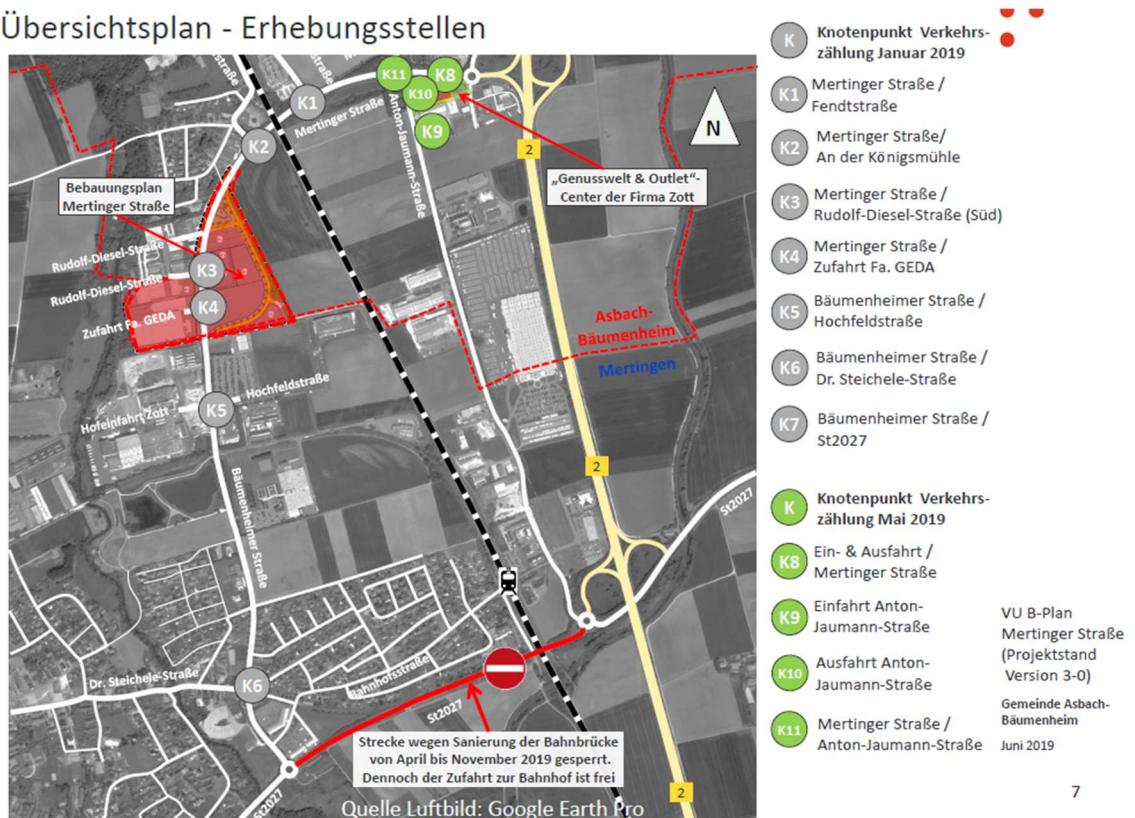 Übersichtsplan - Erhebungsstellen
K11
K8
K10
K9
K1
K2
Mertinger Straße
Anton-Jaumann-Straße
N
2
Bebauungsplan
Mertinger Straße
„Genusswelt & Outlet“-
Center der Firma Zott
Rudolf-Diesel-Straße
Rudolf-Diesel-Straße
K3
K4
Zufahrt Fa. GEDA
Asbach-
Bäumenheim
Mertingen
Hochfeldstraße
K5
Hofeinfahrt Zott
2
Bäumenheimer Straße
St2027
Dr. Steichele-Straße
K6
Bahnhofsstraße
St2027
Strecke wegen Sanierung der Bahnbrücke
von April bis November 2019 gesperrt.
Dennoch der Zufahrt zur Bahnhof ist frei
St2027
2
Quelle Luftbild: Google Earth Pro
K Knotenpunkt Verkehrs-
zählung Januar 2019
K1 Mertinger Straße /
Fendtstraße
K2 Mertinger Straße/
An der Königsmühle
K3 Mertinger Straße /
Rudolf-Diesel-Straße (Süd)
K4 Mertinger Straße /
Zufahrt Fa. GEDA
K5 Bäumenheimer Straße /
Hochfeldstraße
K6 Bäumenheimer Straße /
Dr. Steichele-Straße
K7 Bäumenheimer Straße /
St2027
K Knotenpunkt Verkehrs-
zählung Mai 2019
K8 Ein- & Ausfahrt /
Mertinger Straße
K9 Einfahrt Anton-
Jaumann-Straße
K10 Ausfahrt Anton-
Jaumann-Straße
K11 Mertinger Straße /
Anton-Jaumann-Straße
VU B-Plan
Mertinger Straße
(Projektstand
Version 3-0)
Gemeinde Asbach-
Bäumenheim
Juni 2019
7